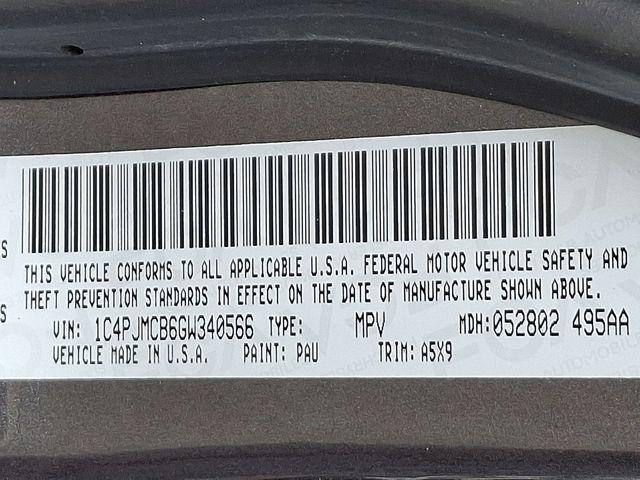 THIS VEHICLE CONFORMS TO ALL APPLICABLE U.S.A. FEDERAL MOTOR VEHICLE SAFETY AND
THEFT PREVENTION STANDARDS IN EFFECT ON THE DATE OF MANUFACTURE SHOWN ABOVE.
VIN: 1C4PJMCB6GW340566 TYPE: MPV MDH: 052802 495AA
VEHICLE MADE IN U.S.A. PAINT: PAU TRIM: A5X9